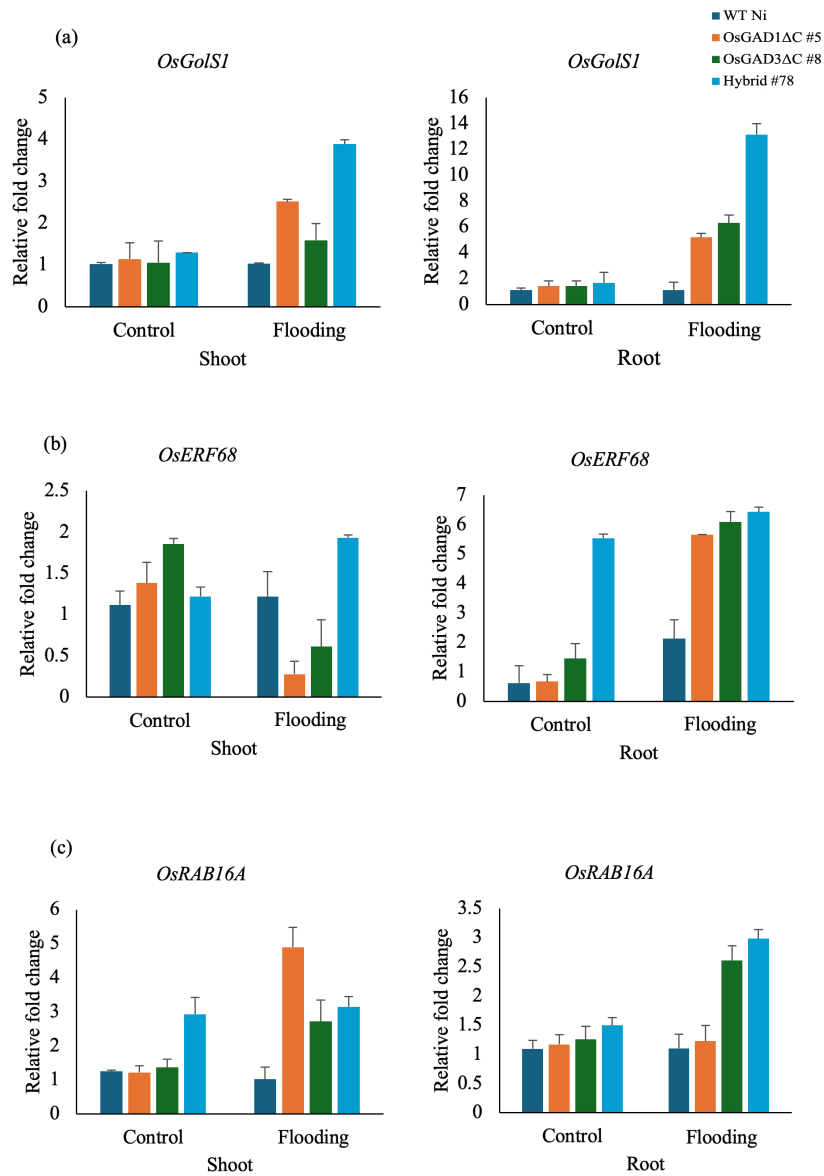 WT Ni
OsGAD1ΔC #5
OsGAD3ΔC #8
Hybrid #78
(a)
OsGolS1
Relative fold change
5
4
3
2
1
0
Control
Flooding
Shoot
OsGolS1
Relative fold change
16
14
12
10
8
6
4
2
0
Control
Flooding
Root
(b)
OsERF68
Relative fold change
2.5
2
1.5
1
0.5
0
Control
Flooding
Shoot
OsERF68
Relative fold change
7
6
5
4
3
2
1
0
Control
Flooding
Root
(c)
OsRAB16A
Relative fold change
6
5
4
3
2
1
0
Control
Flooding
Shoot
OsRAB16A
Relative fold change
3.5
3
2.5
2
1.5
1
0.5
0
Control
Flooding
Root